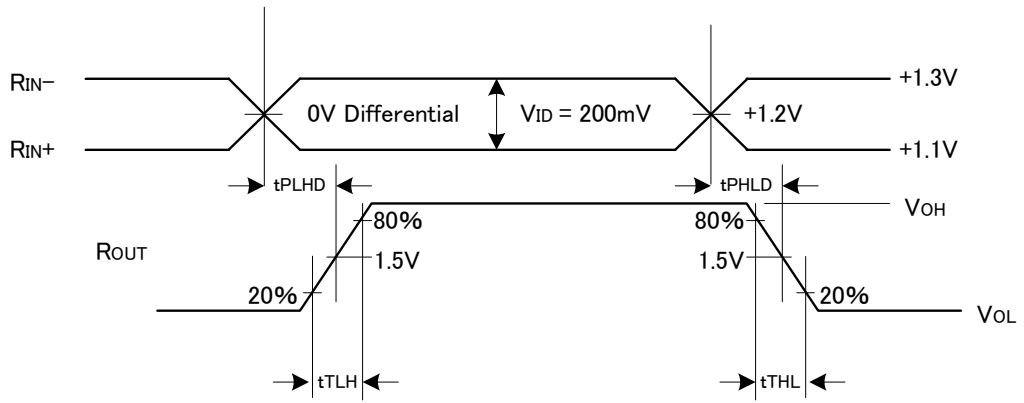 RIN−
RIN+
0V Differential
VID = 200mV
+1.3V
+1.2V
+1.1V
tPLHD
tPHLD
ROUT
80%
1.5V
20%
80%
1.5V
20%
VOH
VOL
tTLH
tTHL